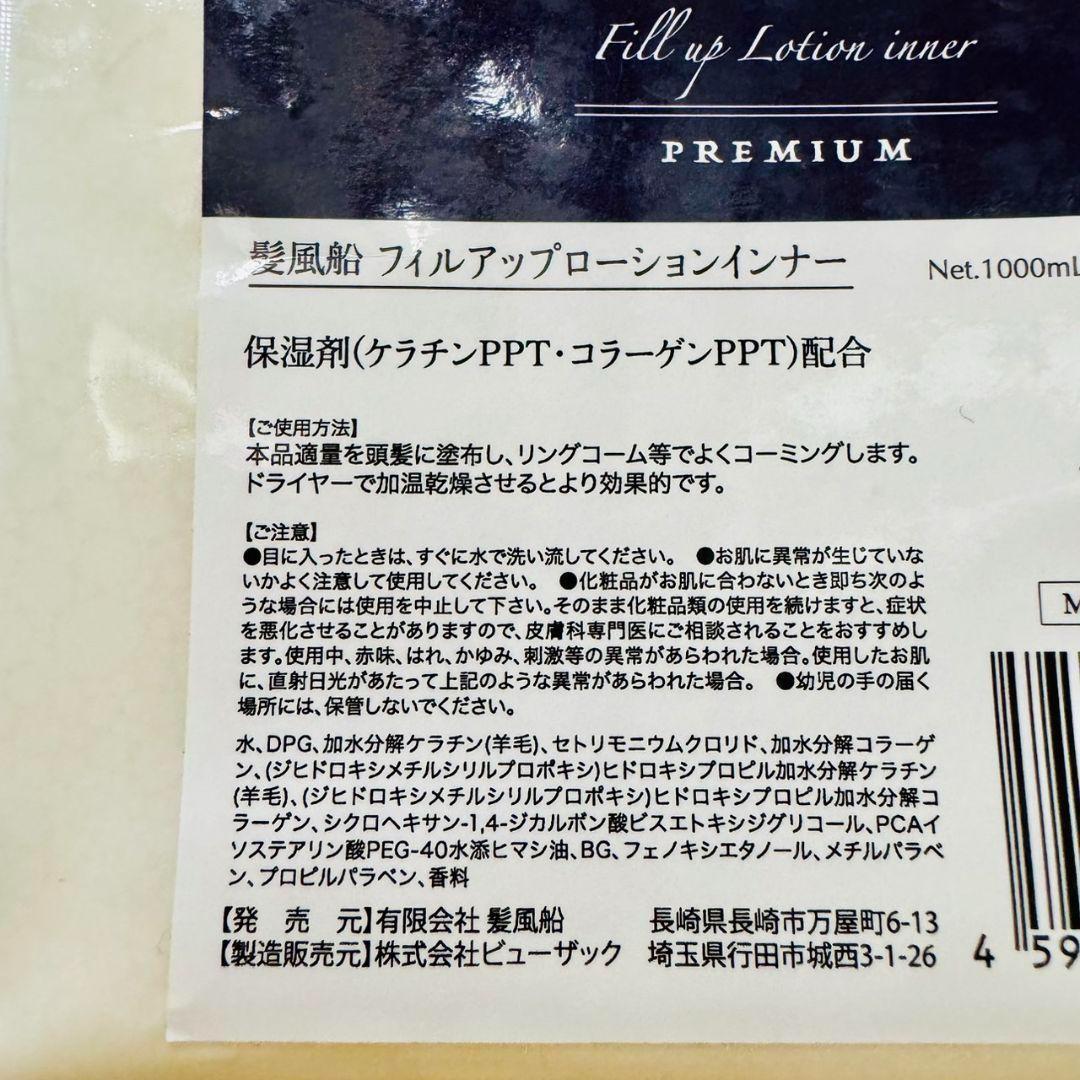 Fill up Lotion inner
PREMIUM
髪風船 フィルアップローションインナー
Net.1000mL
保湿剤(ケラチンPPT・コラーゲンPPT)配合
【ご使用方法】
本品適量を頭髪に塗布し、リングコーム等でよくコーミングします。
ドライヤーで加温乾燥させるとより効果的です。
【ご注意】
●目に入ったときは、すぐに水で洗い流してください。 ●お肌に異常が生じていな
いかよく注意して使用してください。 ●化粧品がお肌に合わないとき即ち次のよ
うな場合には使用を中止して下さい。そのまま化粧品類の使用を続けますと、症状
を悪化させることがありますので、皮膚科専門医にご相談されることをおすすめし
ます。使用中、赤味、はれ、かゆみ、刺激等の異常があらわれた場合。使用したお肌
に、直射日光があたって上記のような異常があらわれた場合。 ●幼児の手の届く
場所には、保管しないでください。
水、DPG、加水分解ケラチン(羊毛)、セトリモニウムクロリド、加水分解コラーゲ
ン、(ジヒドロキシメチルシリルプロポキシ)ヒドロキシプロピル加水分解ケラチン
(羊毛)、(ジヒドロキシメチルシリルプロポキシ)ヒドロキシプロピル加水分解コ
ラーゲン、シクロヘキサン-1,4-ジカルボン酸ビスエトキシジグリコール、PCAイ
ソステアリン酸PEG-40水添ヒマシ油、BG、フェノキシエタノール、メチルパラベ
ン、プロピルパラベン、香料
【発 売 元】有限会社 髪風船 長崎県長崎市万屋町6-13
【製造販売元】株式会社ビューザック 埼玉県行田市城西3-1-26
M
4 59